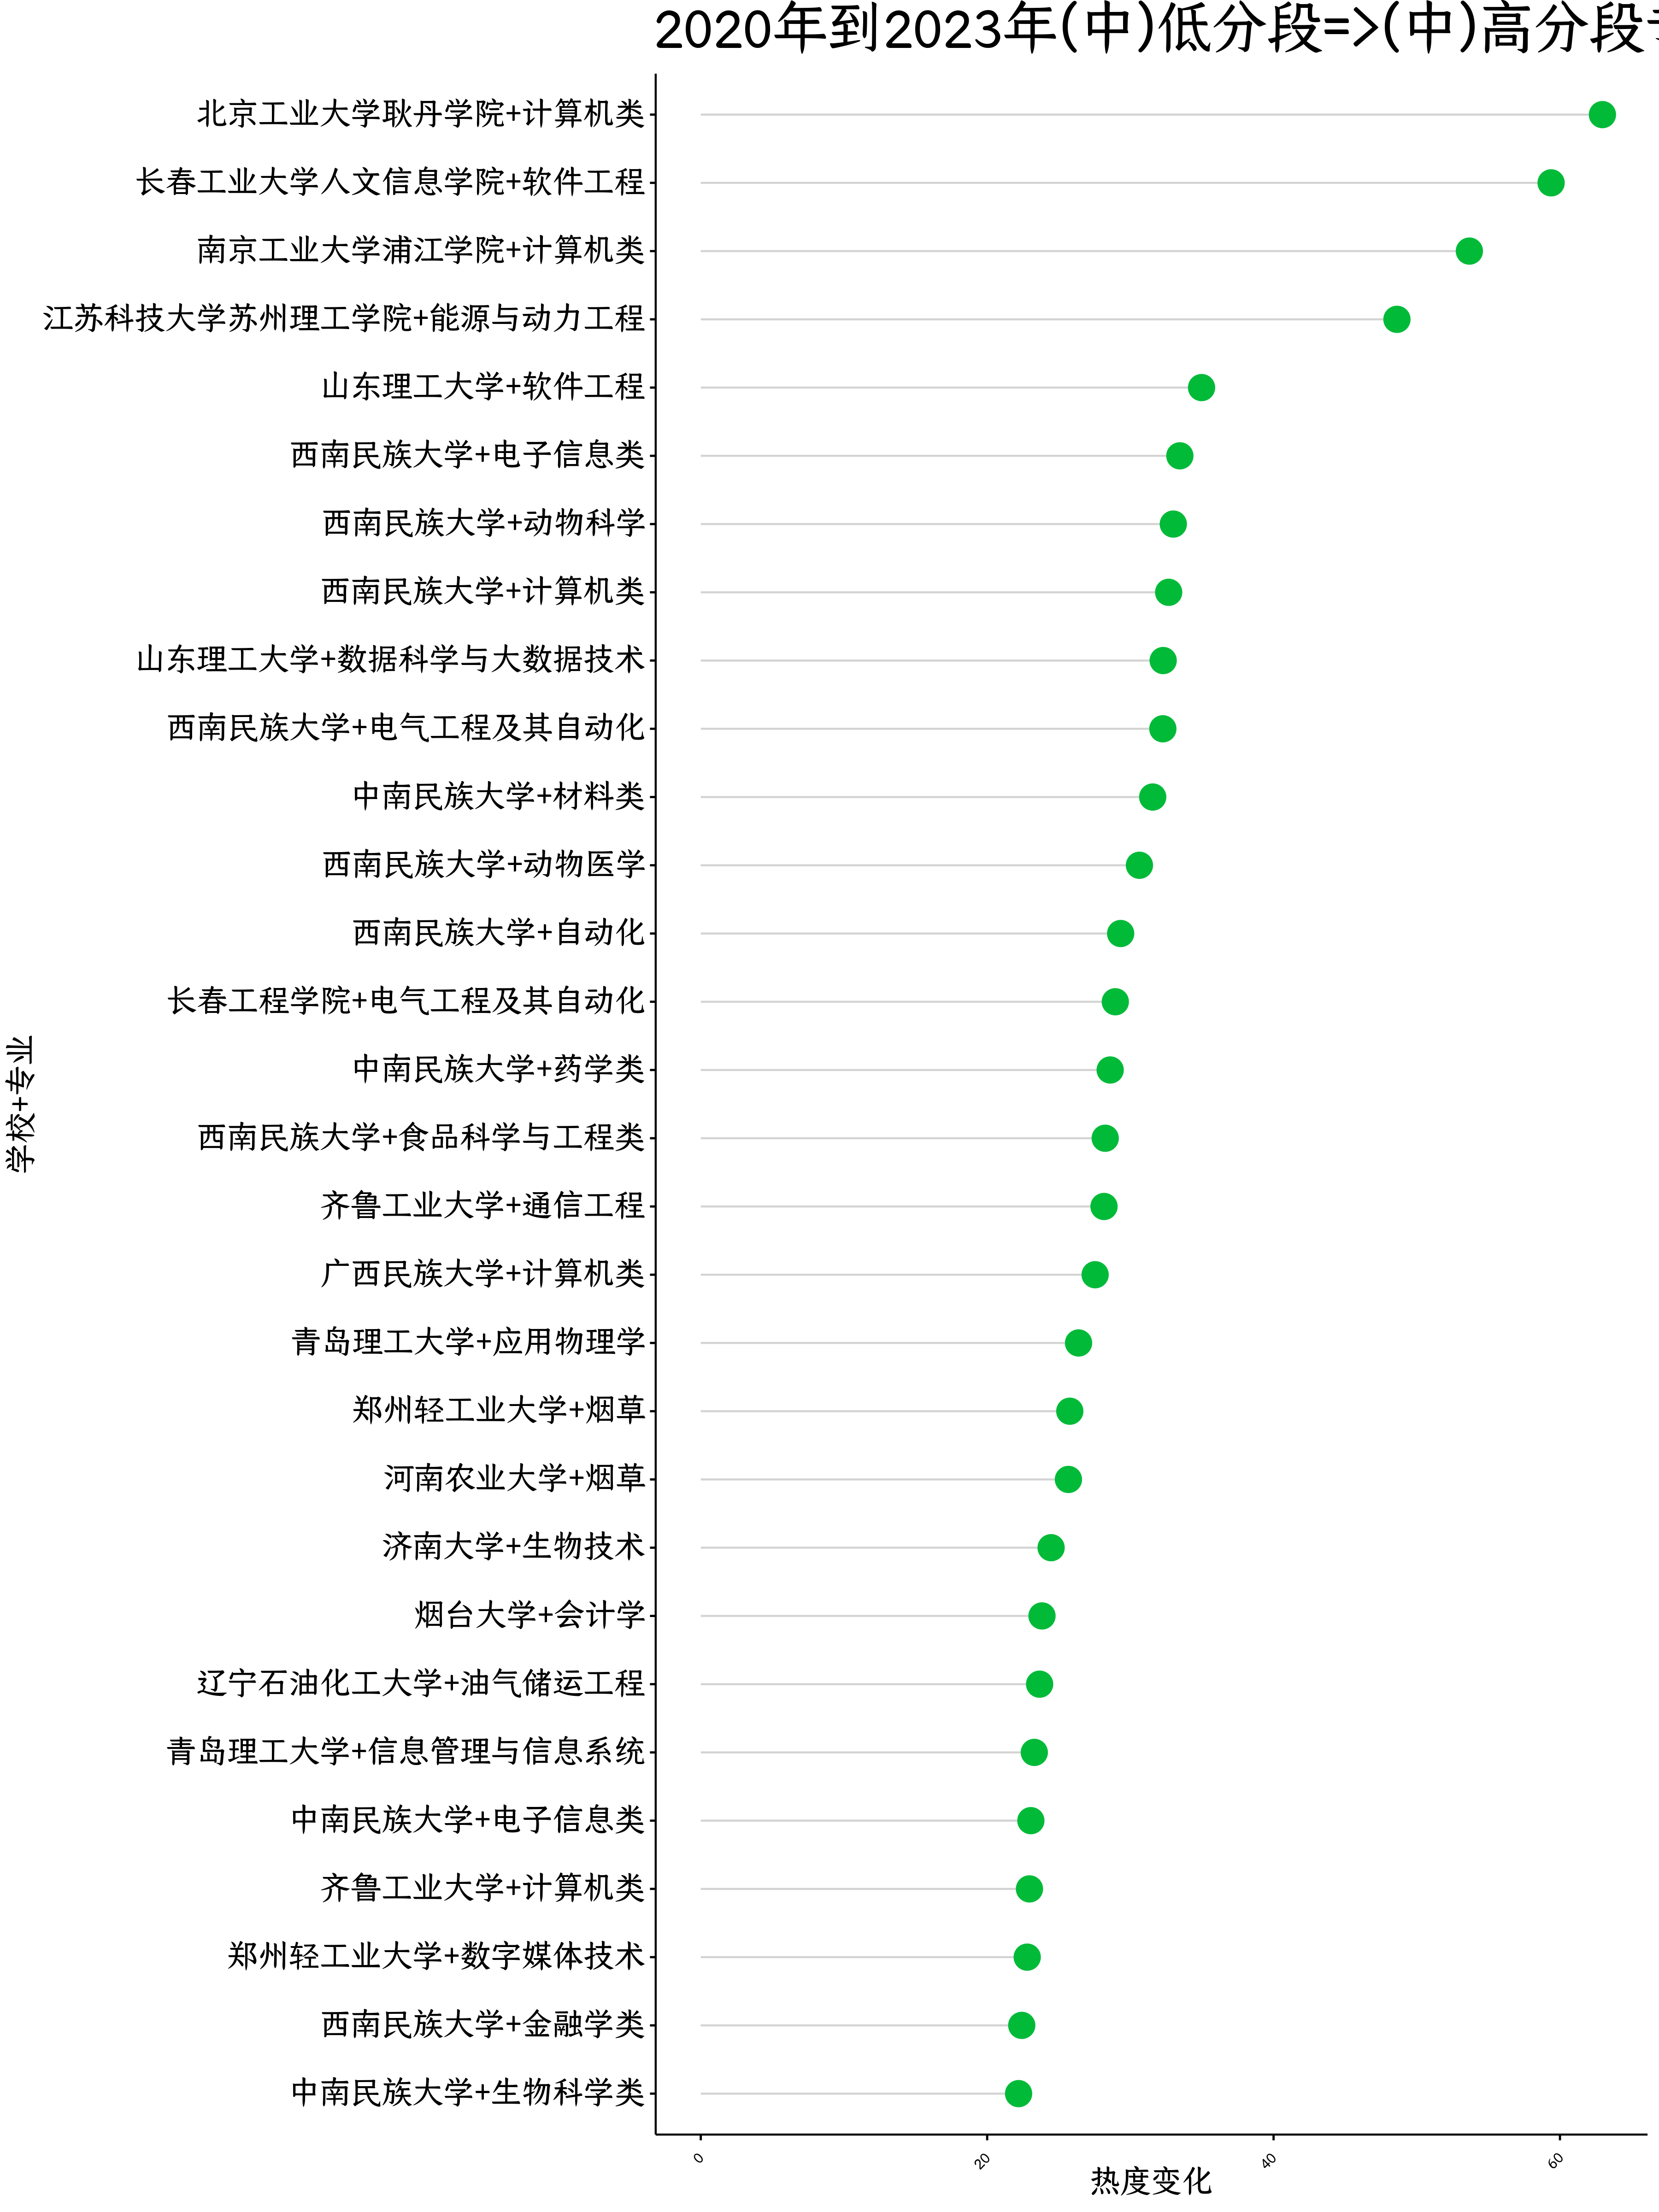 2020年到2023年(中)低分段=>(中)高分段
北京工业大学耿丹学院+计算机类
长春工业大学人文信息学院+软件工程
南京工业大学浦江学院+计算机类
江苏科技大学苏州理工学院+能源与动力工程
山东理工大学+软件工程
西南民族大学+电子信息类
西南民族大学+动物科学
西南民族大学+计算机类
山东理工大学+数据科学与大数据技术
西南民族大学+电气工程及其自动化
中南民族大学+材料类
西南民族大学+动物医学
西南民族大学+自动化
长春工程学院+电气工程及其自动化
中南民族大学+药学类
西南民族大学+食品科学与工程类
齐鲁工业大学+通信工程
广西民族大学+计算机类
青岛理工大学+应用物理学
郑州轻工业大学+烟草
河南农业大学+烟草
济南大学+生物技术
烟台大学+会计学
辽宁石油化工大学+油气储运工程
青岛理工大学+信息管理与信息系统
中南民族大学+电子信息类
齐鲁工业大学+计算机类
郑州轻工业大学+数字媒体技术
西南民族大学+金融学类
中南民族大学+生物科学类
学校+专业
0
20
40
60
热度变化